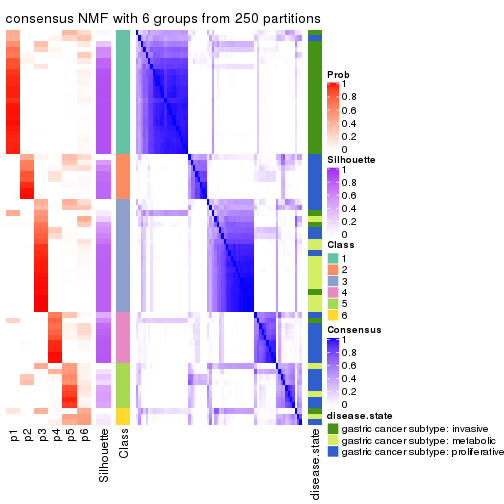 consensus NMF with 6 groups from 250 partitions
Prob
1
0.8
0.6
0.4
0.2
0
Silhouette
1
0.8
0.6
0.4
0.2
0
Class
1
2
3
4
5
6
Consensus
1
0.8
0.6
0.4
0.2
0
disease.state
gastric cancer subtype: invasive
gastric cancer subtype: metabolic
gastric cancer subtype: proliferative
p1
p2
p3
p4
p5
p6
Silhouette
Class
disease.state